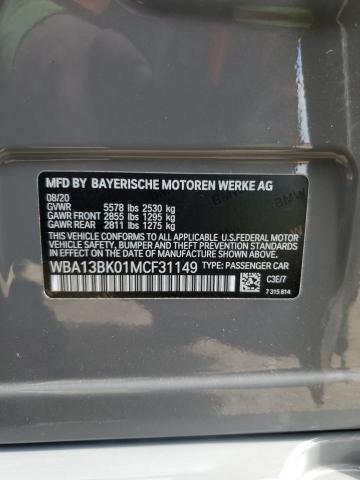 MFD BY BAYERISCHE MOTOREN WERKE AG
08/20
GVWR 5578 lbs 2530 kg
GAWR FRONT 2855 lbs 1295 kg
GAWR REAR 2811 lbs 1275 kg
THIS VEHICLE CONFORMS TO ALL APPLICABLE
U.S. FEDERAL MOTOR VEHICLE
SAFETY, BUMPER AND THEFT PREVENTION STANDARDS
IN EFFECT ON THE DATE OF MANUFACTURE SHOWN ABOVE.
WBA13BK01MCF31149 TYPE: PASSENGER CAR
C3E/7
7 315 814